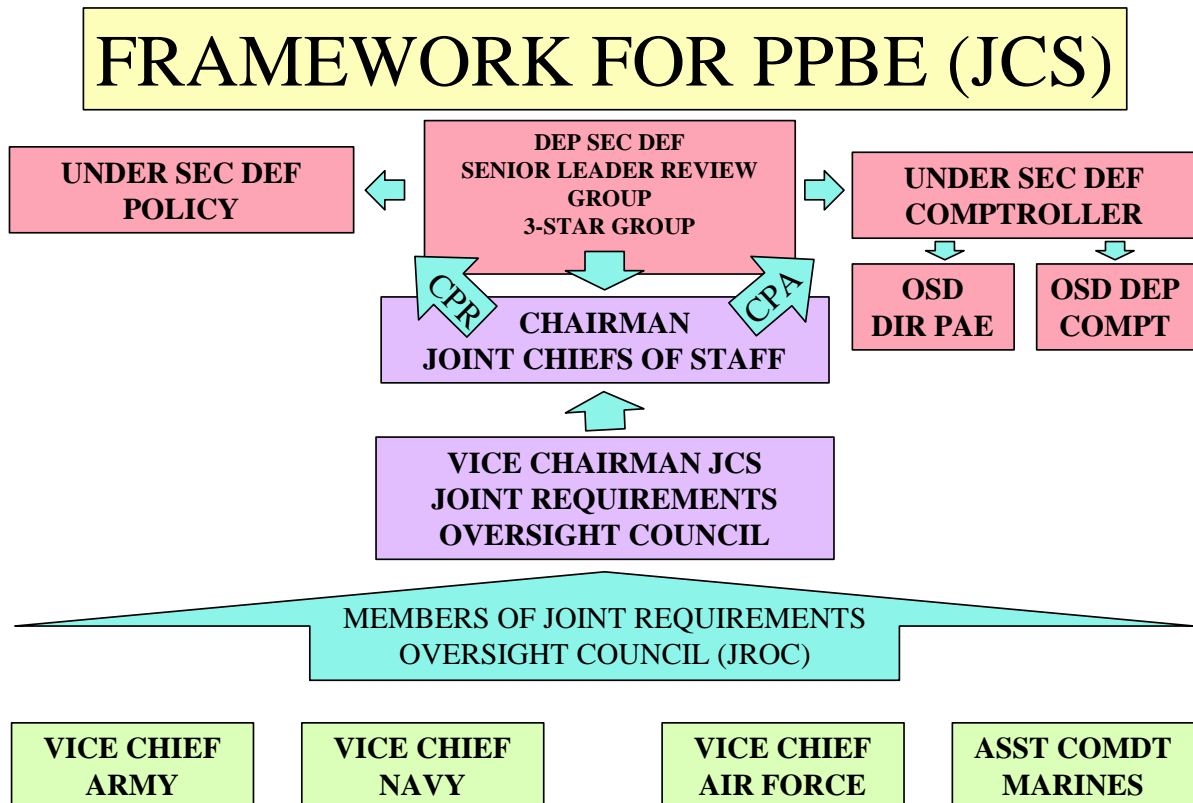 FRAMEWORK FOR PPBE (JCS)
DEP SEC DEF
SENIOR LEADER REVIEW
GROUP
3-STAR GROUP
UNDER SEC DEF
POLICY
UNDER SEC DEF
COMPTROLLER
OSD
DIR PAE
OSD DEP
COMPT
CPR
CPA
CHAIRMAN
JOINT CHIEFS OF STAFF
VICE CHAIRMAN JCS
JOINT REQUIREMENTS
OVERSIGHT COUNCIL
MEMBERS OF JOINT REQUIREMENTS
OVERSIGHT COUNCIL (JROC)
VICE CHIEF
ARMY
VICE CHIEF
NAVY
VICE CHIEF
AIR FORCE
ASST COMDT
MARINES